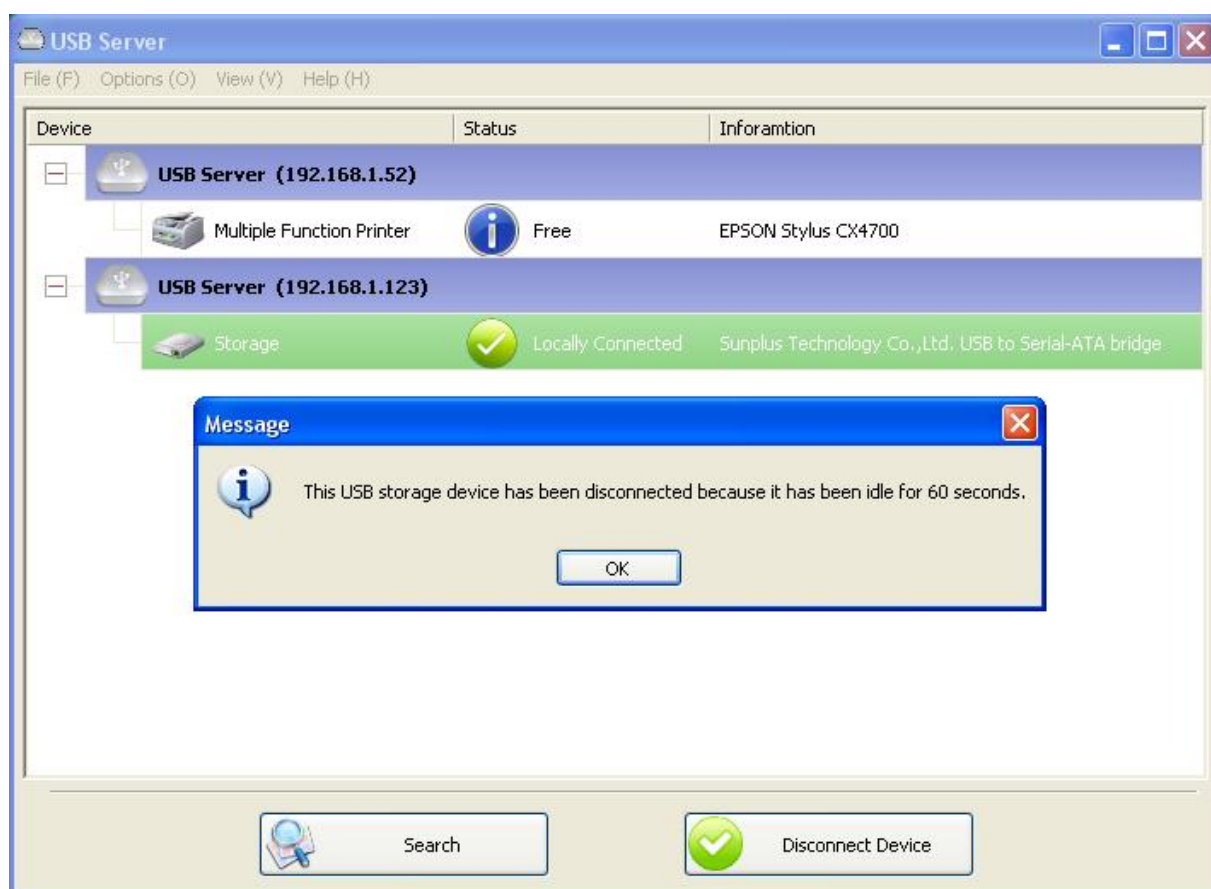 USB Server
File (F) Options (O) View (V) Help (H)
Device Status Inforamtion
USB Server (192.168.1.52)
Multiple Function Printer Free EPSON Stylus CX4700
USB Server (192.168.1.123)
Storage Locally Connected Sunplus Technology Co.,Ltd. USB to Serial-ATA bridge
Message
This USB storage device has been disconnected because it has been idle for 60 seconds.
OK
Search Disconnect Device